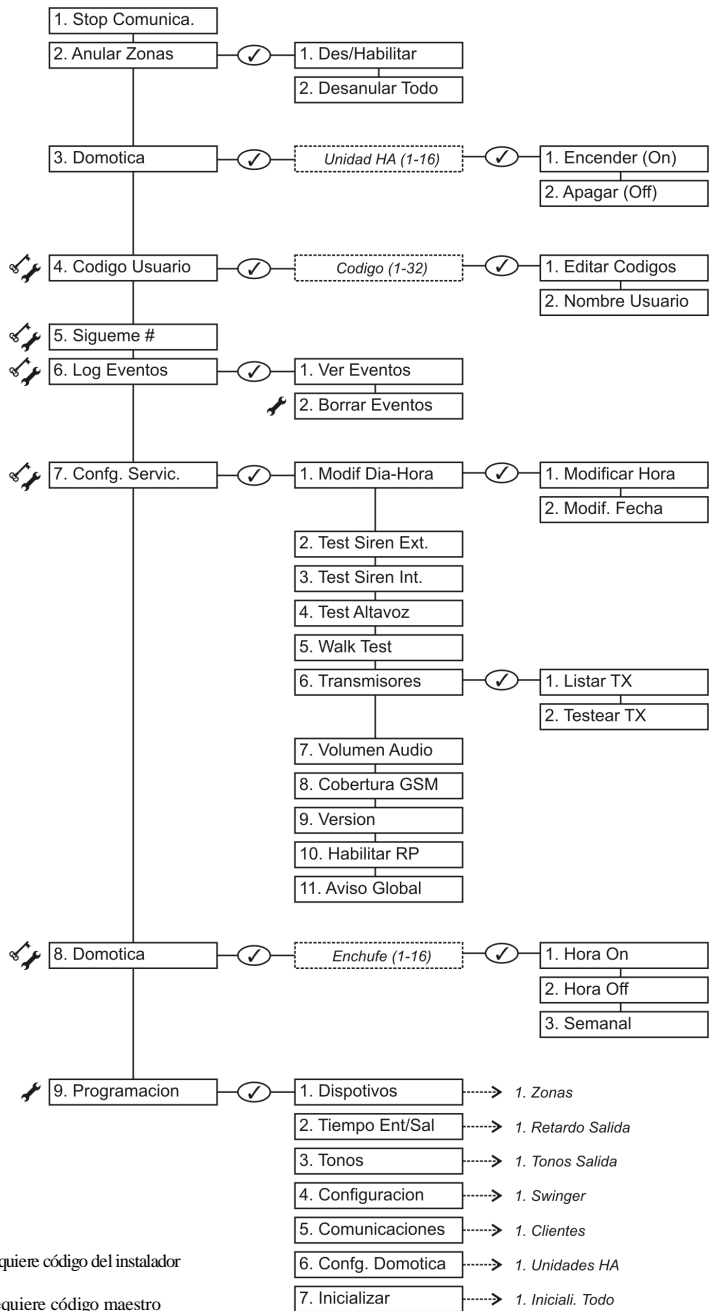 1. Stop Comunica.
2. Anular Zonas
1. Des/Habilitar
2. Desanular Todo
3. Domotica
Unidad HA (1-16)
1. Encender (On)
2. Apagar (Off)
4. Codigo Usuario
Codigo (1-32)
1. Editar Codigos
2. Nombre Usuario
5. Sigueme #
6. Log Eventos
1. Ver Eventos
2. Borrar Eventos
7. Confg. Servic.
1. Modif Dia-Hora
1. Modificar Hora
2. Modif. Fecha
2. Test Siren Ext.
3. Test Siren Int.
4. Test Altavoz
5. Walk Test
6. Transmisores
1. Listar TX
2. Testear TX
7. Volumen Audio
8. Cobertura GSM
9. Version
10. Habilitar RP
11. Aviso Global
8. Domotica
Enchufe (1-16)
1. Hora On
2. Hora Off
3. Semanal
9. Programacion
1. Dispotivos
1. Zonas
2. Tiempo Ent/Sal
1. Retardo Salida
3. Tonos
1. Tonos Salida
4. Configuracion
1. Swinger
5. Comunicaciones
1. Clientes
6. Confg. Domotica
1. Unidades HA
7. Inicializar
1. Iniciali. Todo
quiere código del instalador
equiere código maestro